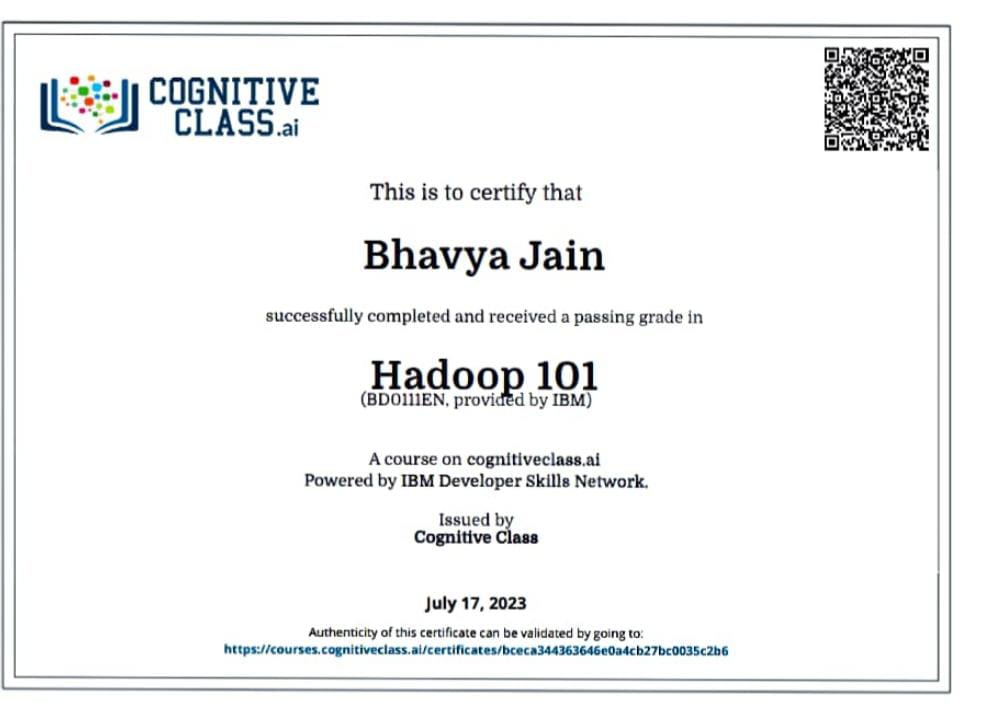 COGNITIVE
CLASS.ai
This is to certify that
Bhavya Jain
successfully completed and received a passing grade in
Hadoop 101
(BD0111EN, provided by IBM)
A course on cognitiveclass.ai
Powered by IBM Developer Skills Network.
Issued by
Cognitive Class
July 17, 2023
Authenticity of this certificate can be validated by going to:
https://courses.cognitiveclass.ai/certificates/bceca344363646e0a4cb27bc0035c2b6